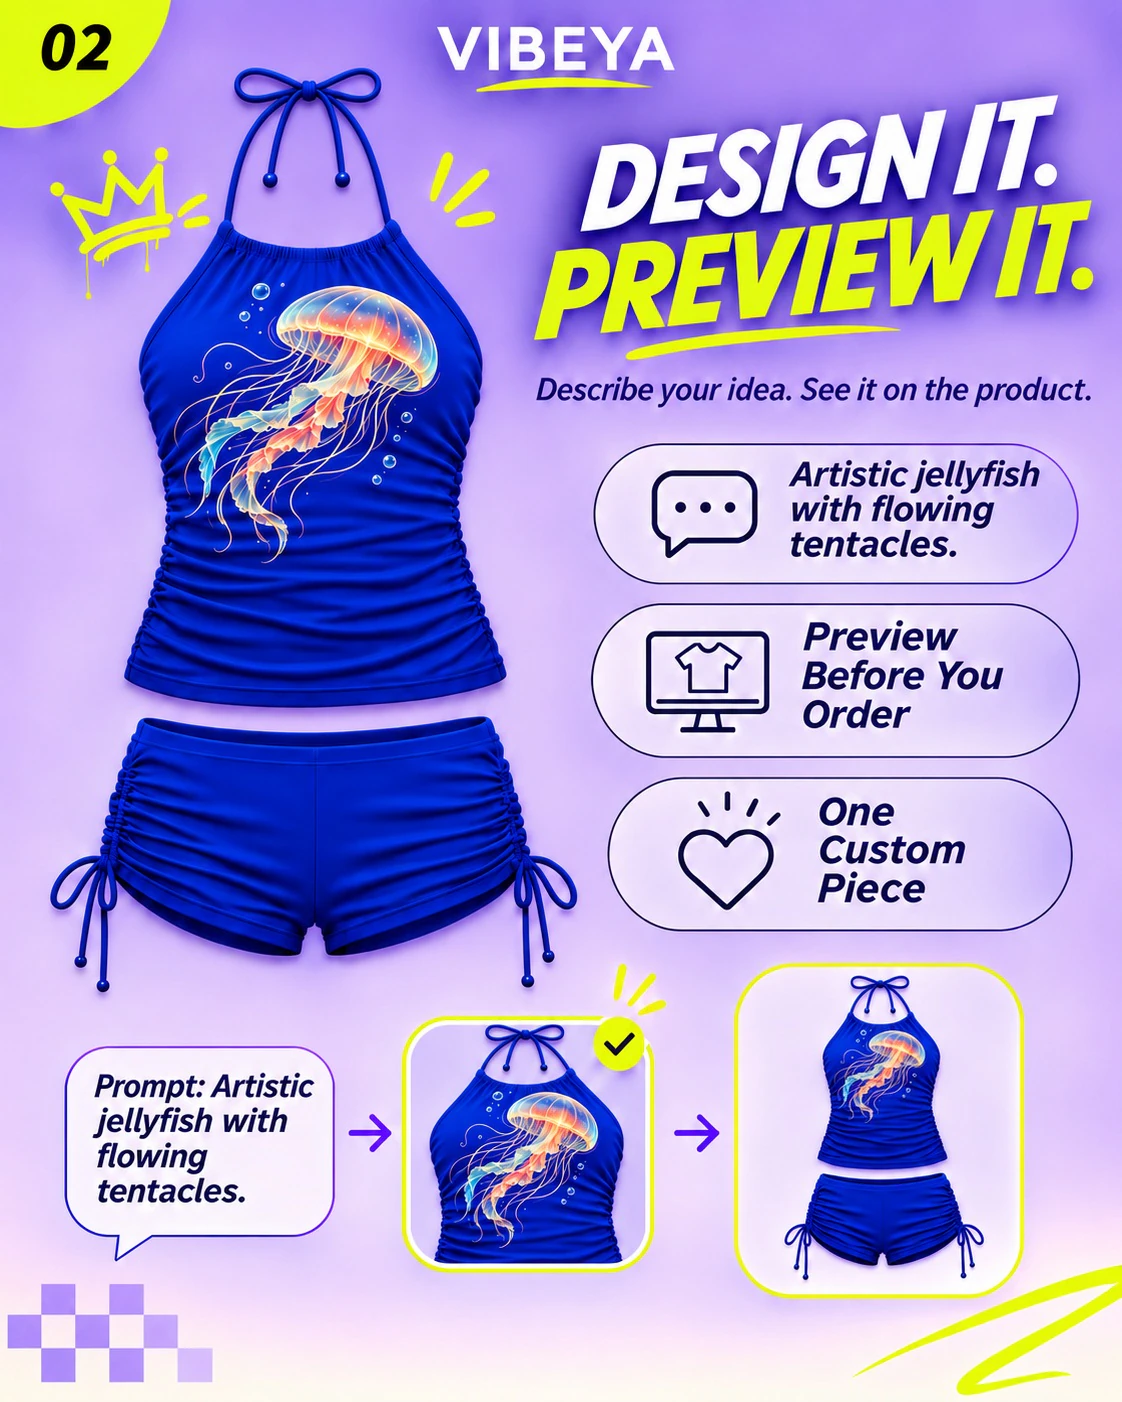 02
VIBEYA
DESIGN IT.
PREVIEW IT.
Describe your idea. See it on the product.
Artistic jellyfish
with flowing
tentacles.
Preview
Before You
Order
One
Custom
Piece
Prompt: Artistic
jellyfish with
flowing
tentacles.